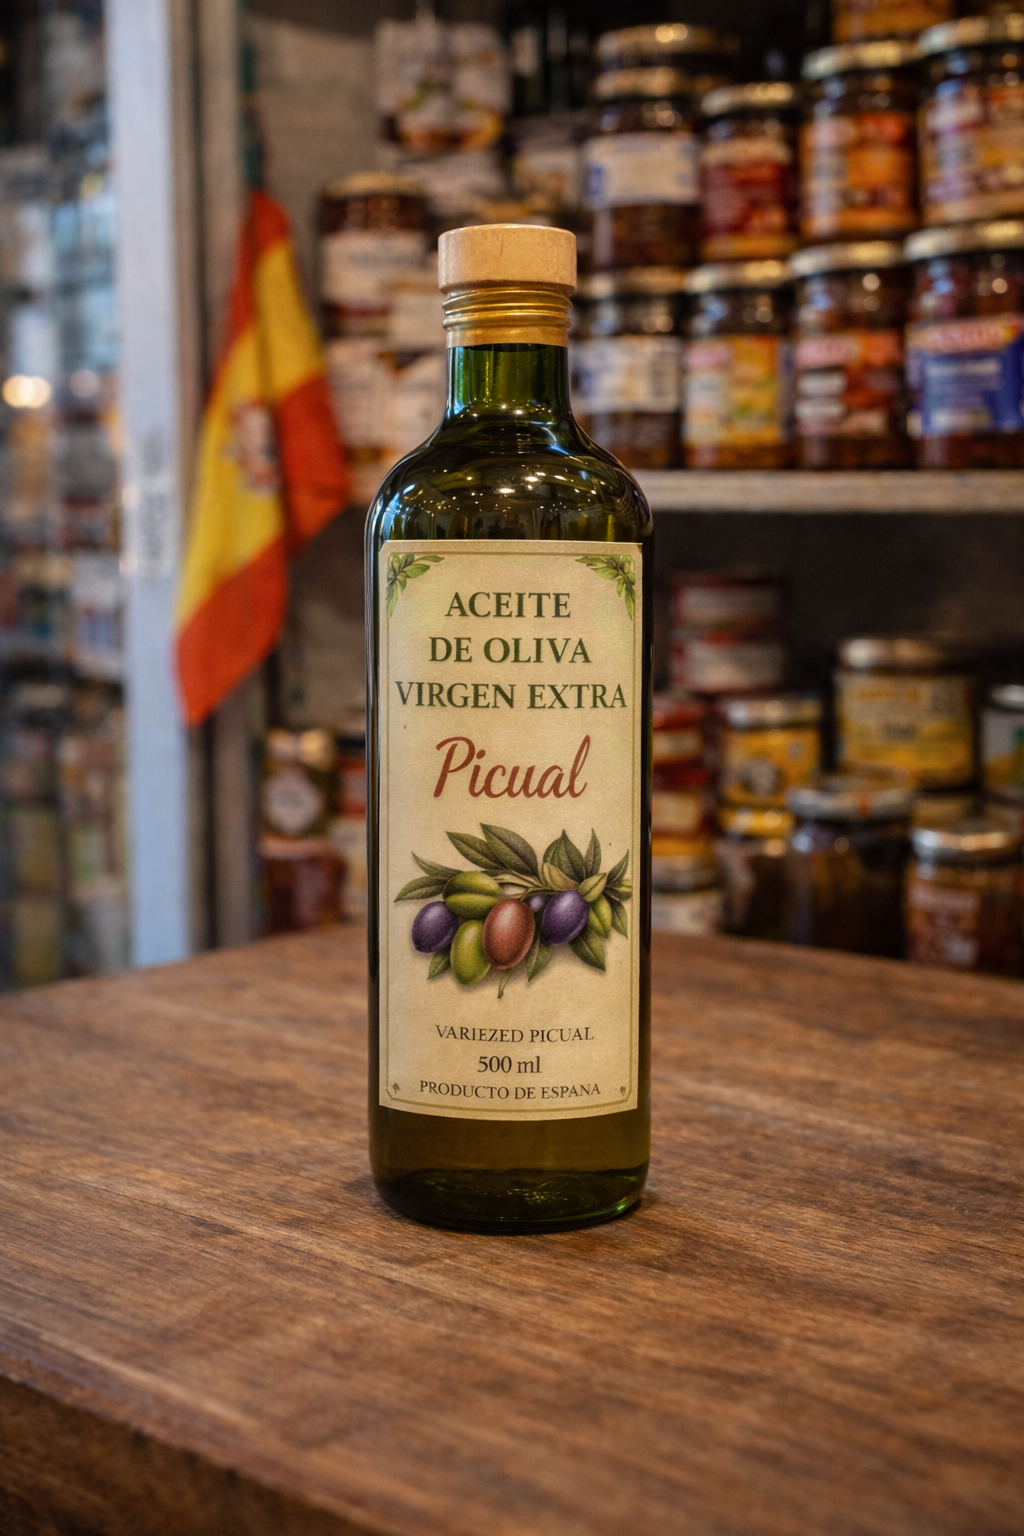 ACEITE
DE OLIVA
VIRGEN EXTRA
Picual
VARIEZED PICUAL
500 ml
PRODUCTO DE ESPANA